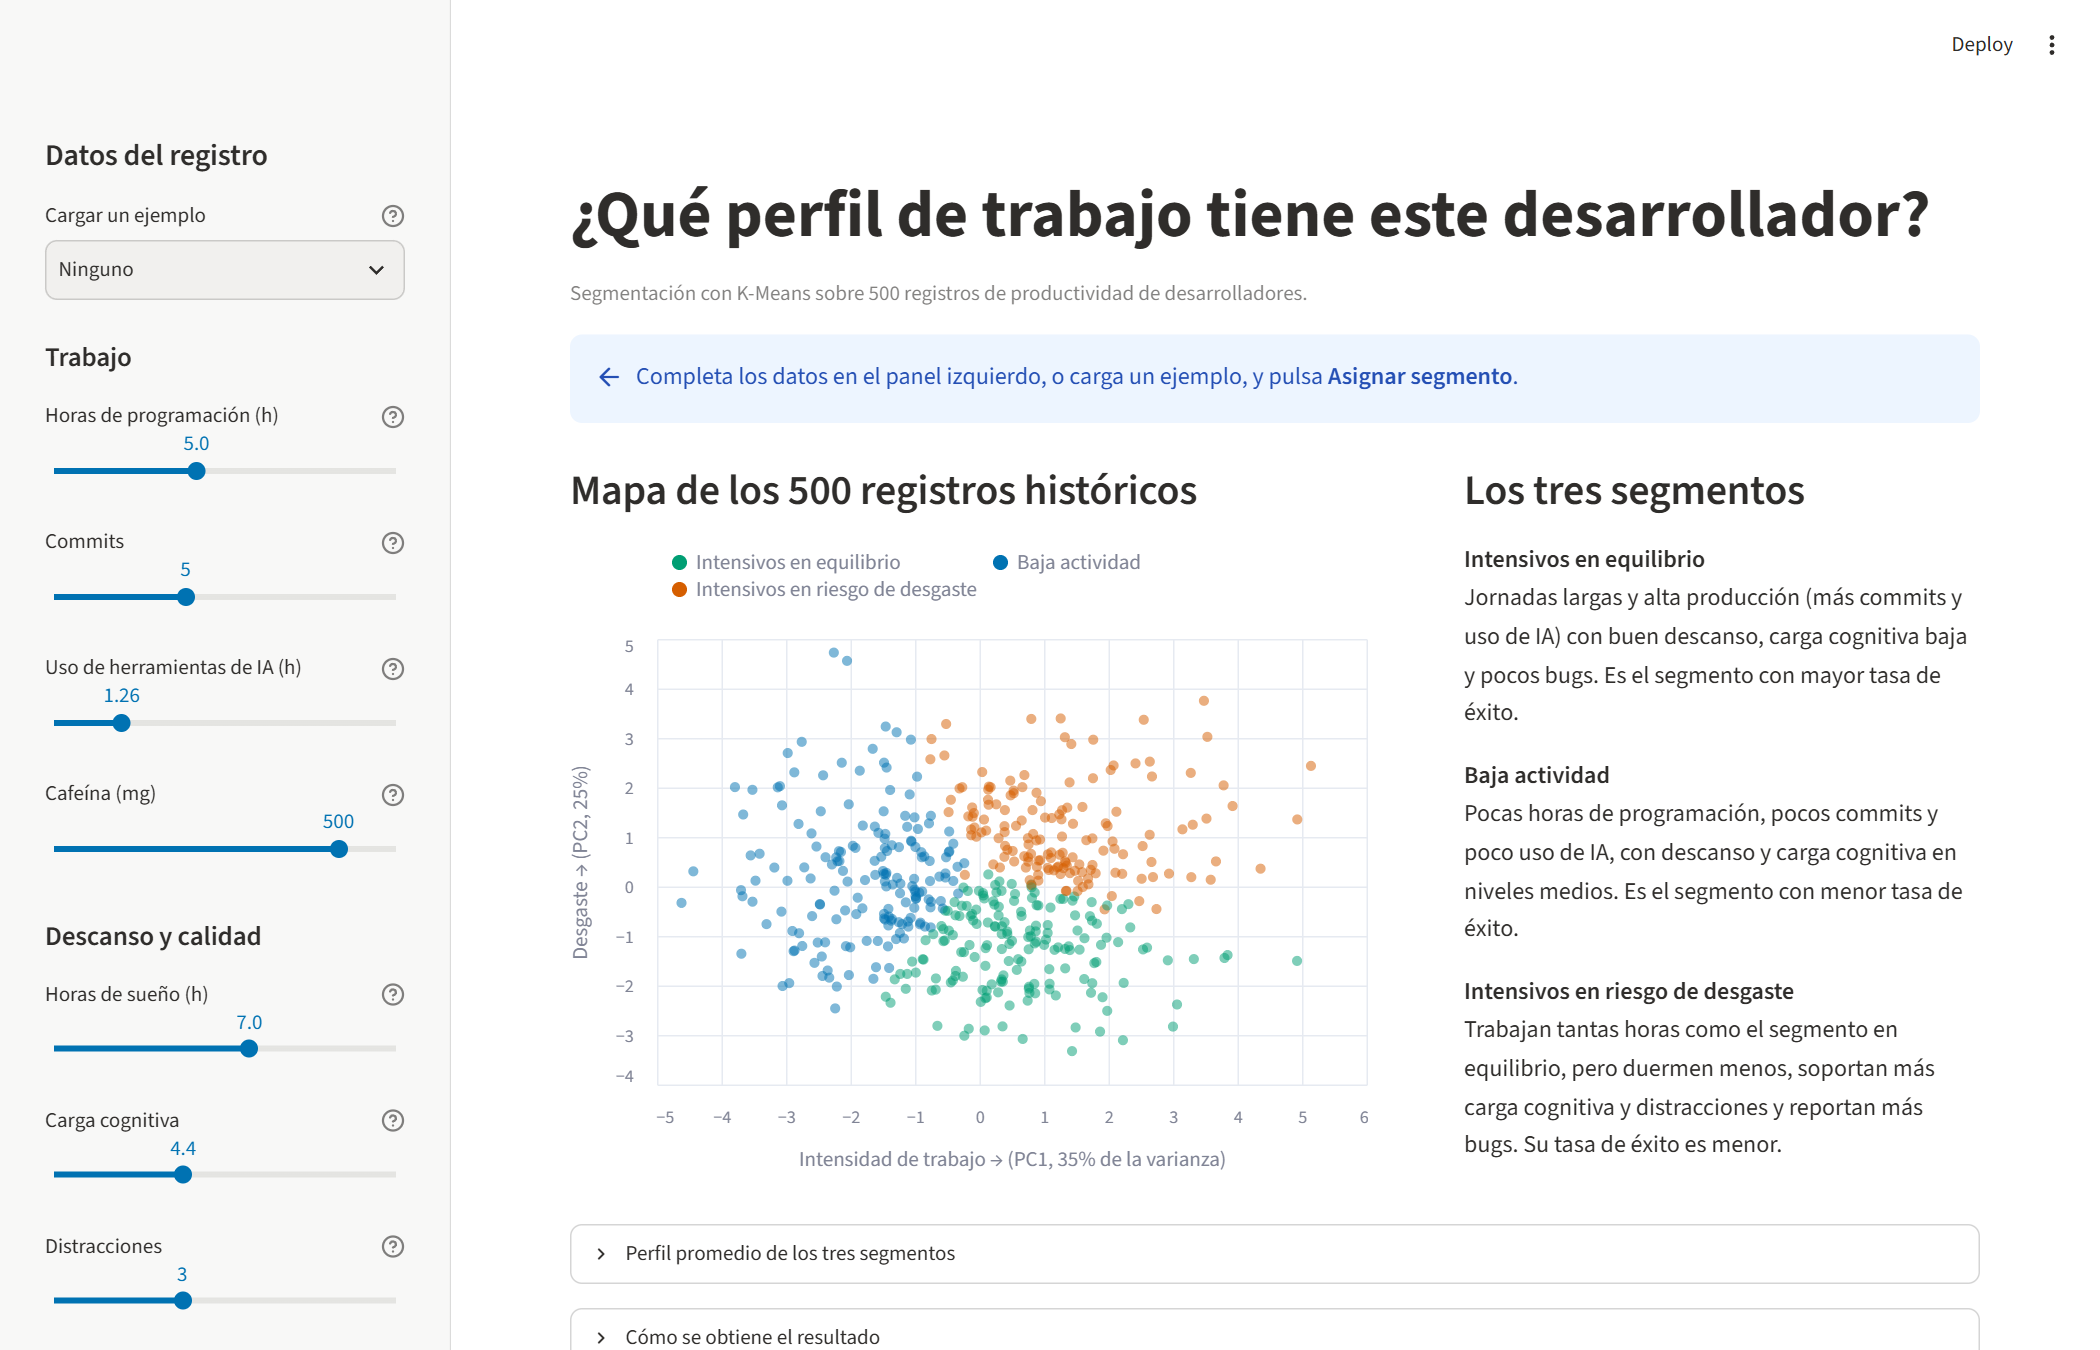 Deploy
Datos del registro
Cargar un ejemplo
Ninguno
Trabajo
Horas de programación (h)
5.0
Commits
5
Uso de herramientas de IA (h)
1.26
Cafeína (mg)
500
Descanso y calidad
Horas de sueño (h)
7.0
Carga cognitiva
4.4
Distracciones
3
¿Qué perfil de trabajo tiene este desarrollador?
Segmentación con K-Means sobre 500 registros de productividad de desarrolladores.
← Completa los datos en el panel izquierdo, o carga un ejemplo, y pulsa Asignar segmento.
Mapa de los 500 registros históricos
Intensivos en equilibrio
Baja actividad
Intensivos en riesgo de desgaste
Desgaste → (PC2, 25%)
5
4
3
2
1
0
−1
−2
−3
−4
−5 −4 −3 −2 −1 0 1 2 3 4 5 6
Intensidad de trabajo → (PC1, 35% de la varianza)
Los tres segmentos
Intensivos en equilibrio
Jornadas largas y alta producción (más commits y
uso de IA) con buen descanso, carga cognitiva baja
y pocos bugs. Es el segmento con mayor tasa de
éxito.
Baja actividad
Pocas horas de programación, pocos commits y
poco uso de IA, con descanso y carga cognitiva en
niveles medios. Es el segmento con menor tasa de
éxito.
Intensivos en riesgo de desgaste
Trabajan tantas horas como el segmento en
equilibrio, pero duermen menos, soportan más
carga cognitiva y distracciones y reportan más
bugs. Su tasa de éxito es menor.
Perfil promedio de los tres segmentos
Cómo se obtiene el resultado